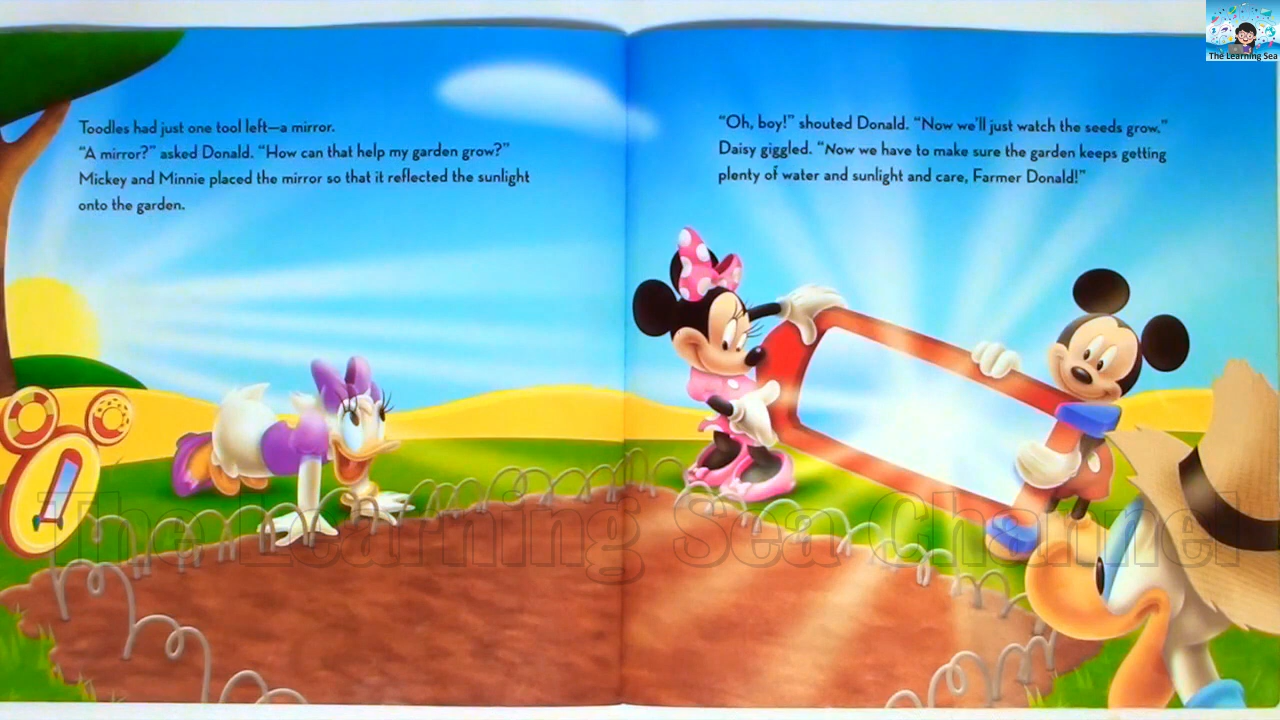 Toodles had just one tool left—a mirror.
“A mirror?” asked Donald. “How can that help my garden grow?”
Mickey and Minnie placed the mirror so that it reflected the sunlight
onto the garden.
“Oh, boy!” shouted Donald. “Now we’ll just watch the seeds grow.”
Daisy giggled. “Now we have to make sure the garden keeps getting
plenty of water and sunlight and care, Farmer Donald!”
The Learning Sea
The Learning Sea Channel